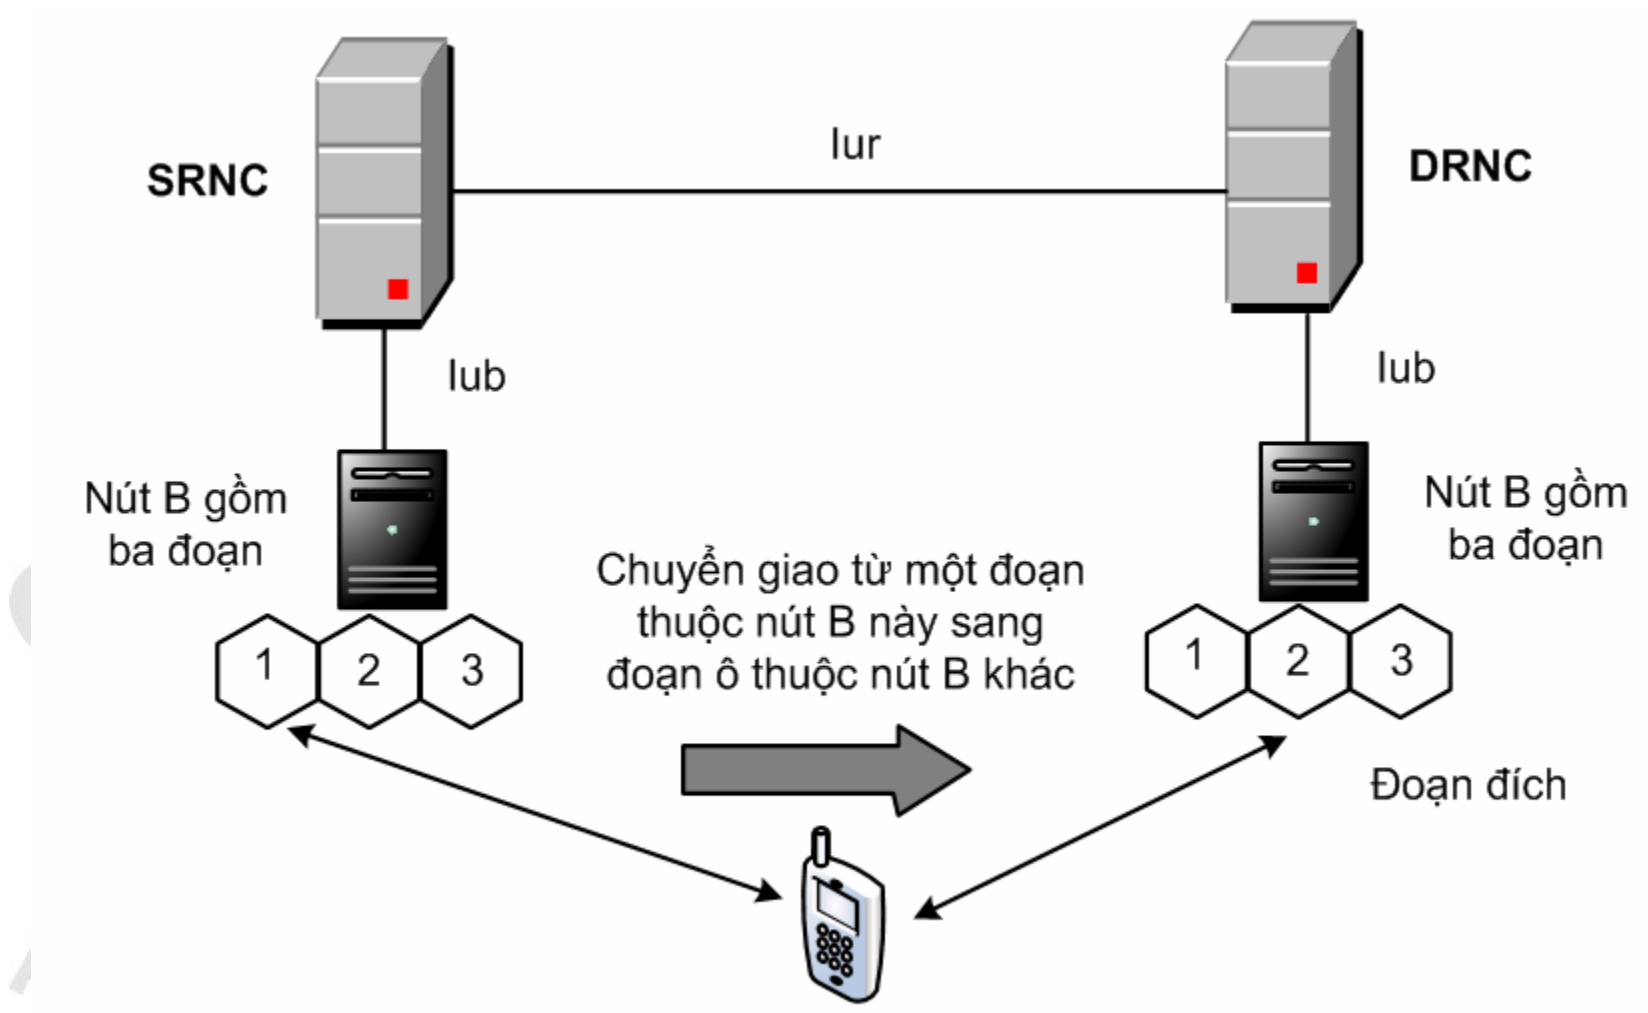 Iur
SRNC
DRNC
Iub
Iub
Nút B gồm
ba đoạn
Nút B gồm
ba đoạn
Chuyển giao từ một đoạn
thuộc nút B này sang
đoạn ô thuộc nút B khác
1 2 3
1 2 3
Đoạn đích